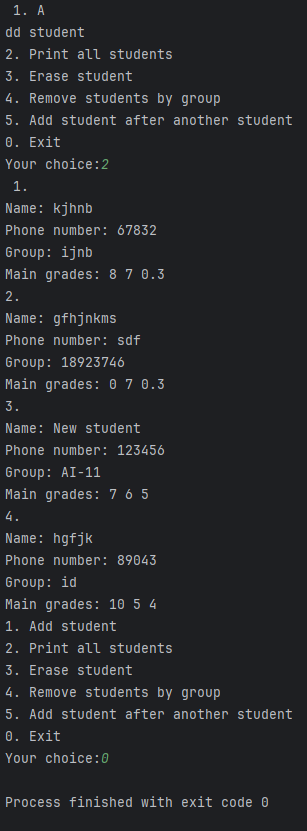 1. A
dd student
2. Print all students
3. Erase student
4. Remove students by group
5. Add student after another student
0. Exit
Your choice:2
1.
Name: kjhnb
Phone number: 67832
Group: ijnb
Main grades: 8 7 0.3
2.
Name: gfhjnkms
Phone number: sdf
Group: 18923746
Main grades: 0 7 0.3
3.
Name: New student
Phone number: 123456
Group: AI-11
Main grades: 7 6 5
4.
Name: hgfjk
Phone number: 89043
Group: id
Main grades: 10 5 4
1. Add student
2. Print all students
3. Erase student
4. Remove students by group
5. Add student after another student
0. Exit
Your choice:0
Process finished with exit code 0